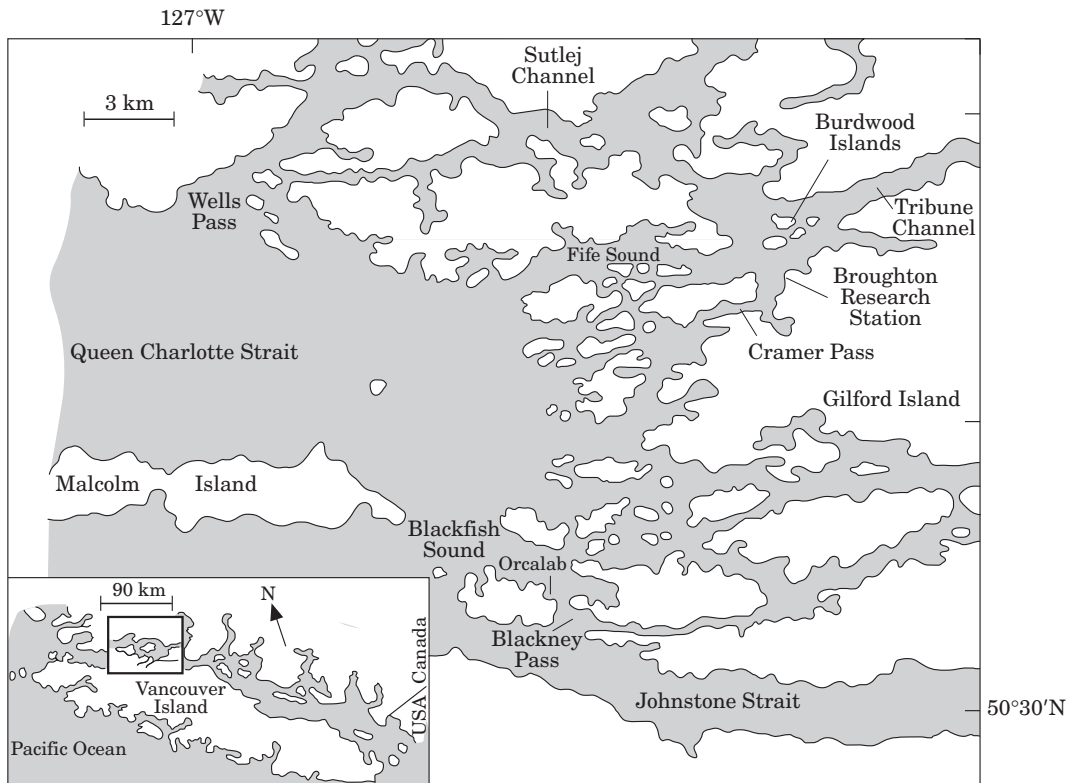 127°W
Sutlej
Channel
3 km
Burdwood
Islands
Wells
Pass
Tribune
Channel
Fife Sound
Broughton
Research
Station
Queen Charlotte Strait
Cramer Pass
Gilford Island
Malcolm Island
Blackfish
Sound
Orcalab
90 km
N
Blackney
Pass
USA Canada
Vancouver
Island
Johnstone Strait
50°30′N
Pacific Ocean